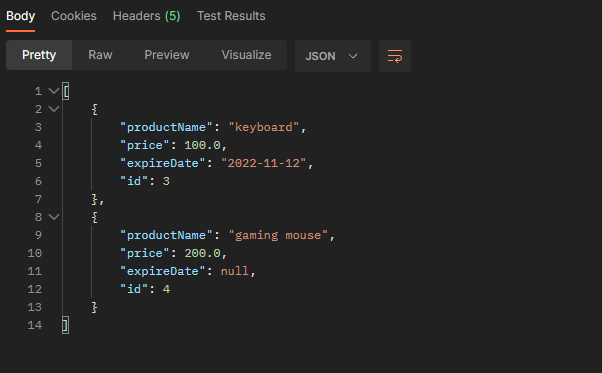 Body Cookies Headers (5) Test Results
Pretty Raw Preview Visualize JSON
1 [
2 {
3 "productName": "keyboard",
4 "price": 100.0,
5 "expireDate": "2022-11-12",
6 "id": 3
7 },
8 {
9 "productName": "gaming mouse",
10 "price": 200.0,
11 "expireDate": null,
12 "id": 4
13 }
14 ]